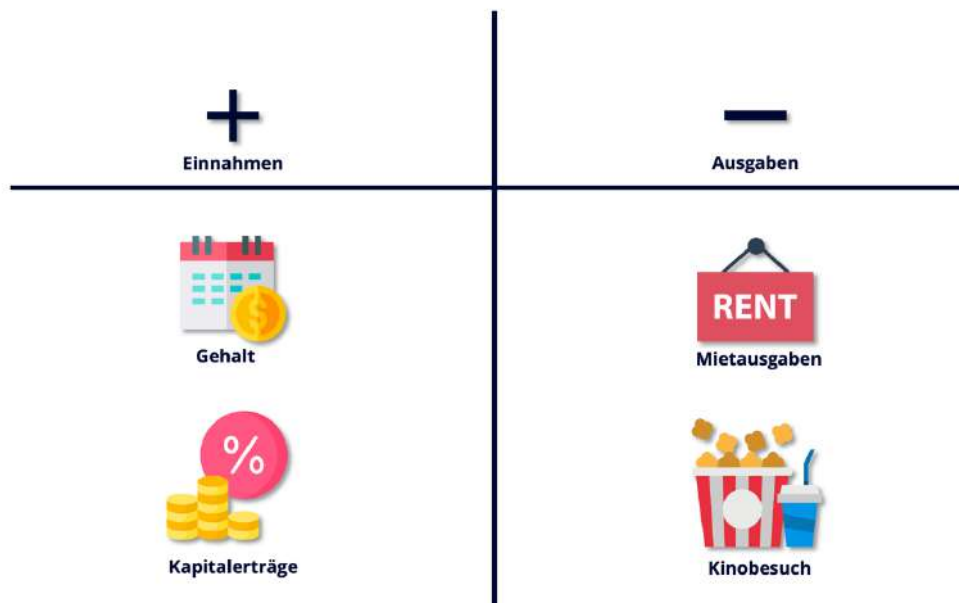 +
−
Einnahmen
Ausgaben
$
RENT
Gehalt
Mietausgaben
%
Kapitalerträge
Kinobesuch